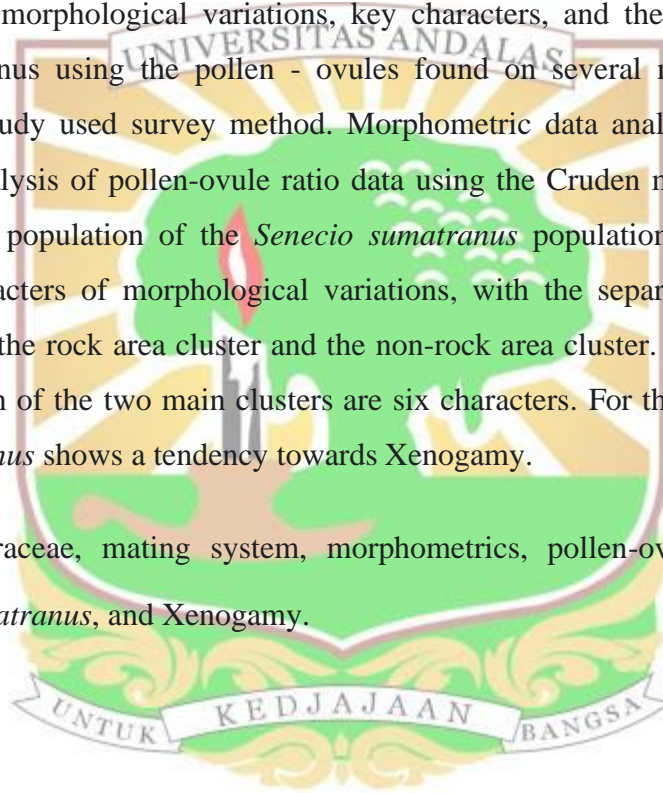 morphological variations, key characters, and the
UNIVERSITAS ANDALAS
nus using the pollen - ovules found on several
udy used survey method. Morphometric data anal
lysis of pollen-ovule ratio data using the Cruden
population of the Senecio sumatranus population
acters of morphological variations, with the separ
the rock area cluster and the non-rock area cluster.
n of the two main clusters are six characters. For th
nus shows a tendency towards Xenogamy.
raceae, mating system, morphometrics, pollen-ov
atranus, and Xenogamy.
UNTUK KEDJAJAAN BANGSA